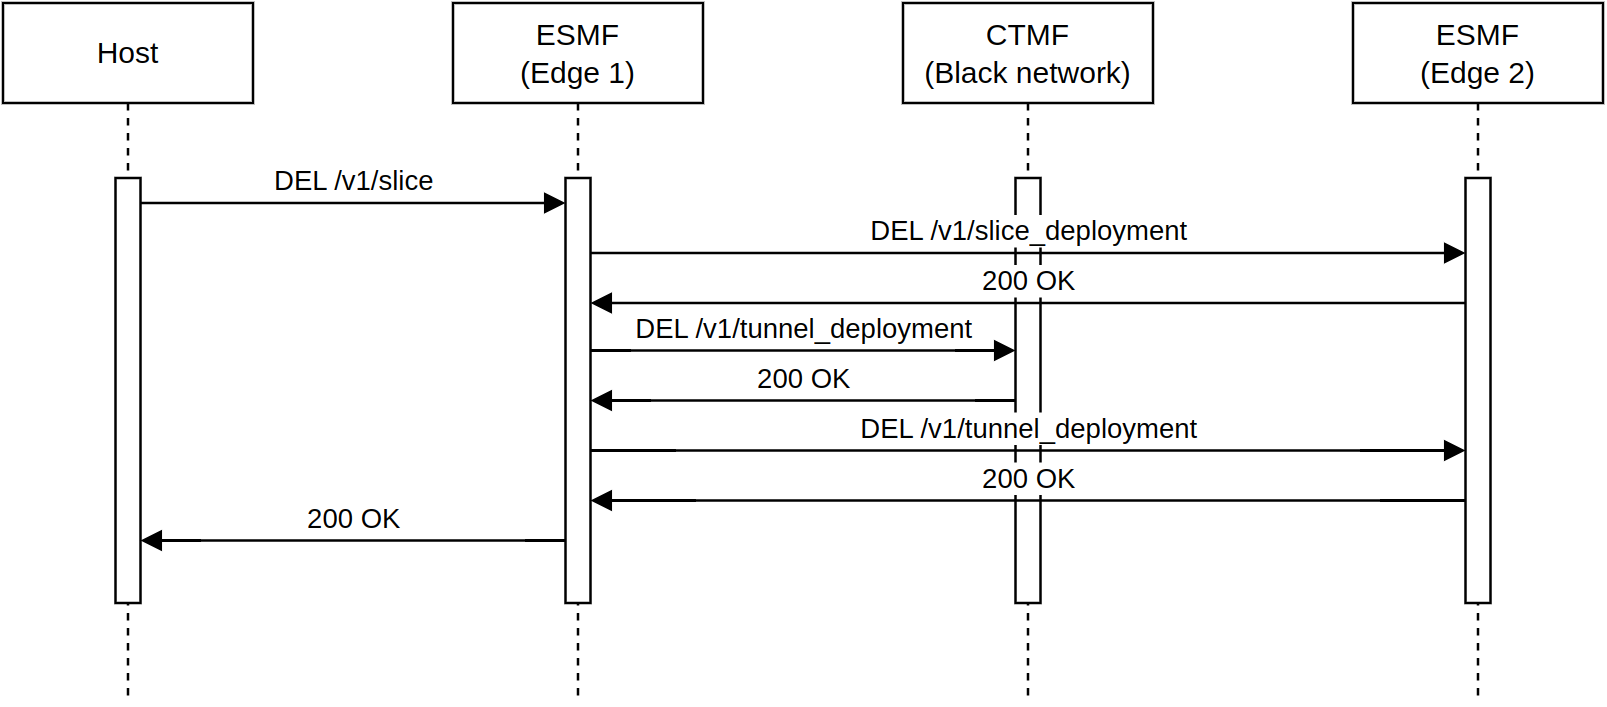 Host
ESMF
(Edge 1)
CTMF
(Black network)
ESMF
(Edge 2)
DEL /v1/slice
DEL /v1/slice_deployment
200 OK
DEL /v1/tunnel_deployment
200 OK
DEL /v1/tunnel_deployment
200 OK
200 OK